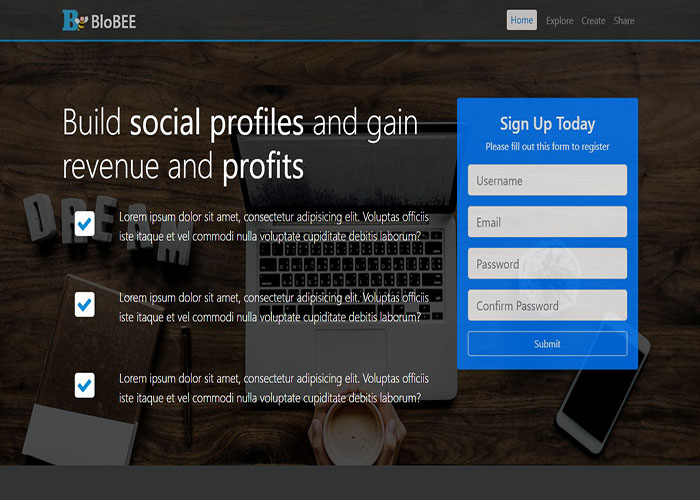 B BloBEE
Home Explore Create Share
Build social profiles and gain
revenue and profits
Lorem ipsum dolor sit amet, consectetur adipisicing elit. Voluptas officiis
iste itaque et vel commodi nulla voluptate cupiditate debitis laborum?
Lorem ipsum dolor sit amet, consectetur adipisicing elit. Voluptas officiis
iste itaque et vel commodi nulla voluptate cupiditate debitis laborum?
Lorem ipsum dolor sit amet, consectetur adipisicing elit. Voluptas officiis
iste itaque et vel commodi nulla voluptate cupiditate debitis laborum?
Sign Up Today
Please fill out this form to register
Username
Email
Password
Confirm Password
Submit
DREAM